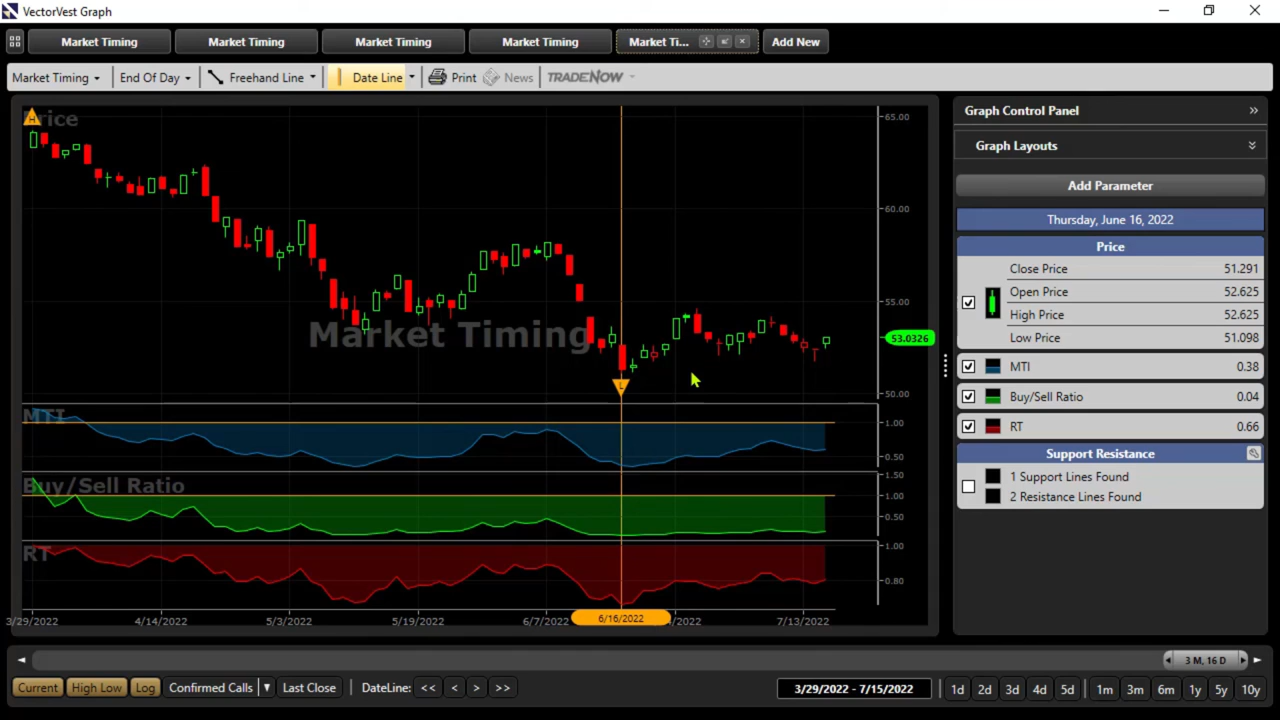 VectorVest Graph
Market Timing
Market Timing
Market Timing
Market Timing
Market Ti...
Add New
Market Timing
End Of Day
Freehand Line
Date Line
Print
News
TRADENOW
Price
H
65.00
60.00
55.00
53.0326
50.00
Market Timing
L
MTI
1.00
0.50
Buy/Sell Ratio
1.50
1.00
0.50
RT
1.00
0.80
3/29/2022
4/14/2022
5/3/2022
5/19/2022
6/7/2022
6/16/2022
/2022
7/13/2022
Graph Control Panel
Graph Layouts
Add Parameter
Thursday, June 16, 2022
Price
Close Price 51.291
Open Price 52.625
High Price 52.625
Low Price 51.098
MTI 0.38
Buy/Sell Ratio 0.04
RT 0.66
Support Resistance
1 Support Lines Found
2 Resistance Lines Found
3 M, 16 D
Current
High Low
Log
Confirmed Calls
Last Close
DateLine:
<<
<
>
>>
3/29/2022 - 7/15/2022
1d
2d
3d
4d
5d
1m
3m
6m
1y
5y
10y